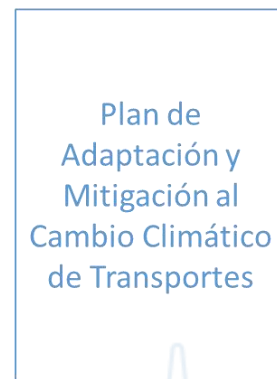 Plan de
Adaptación y
Mitigación al
Cambio Climático
de Transportes